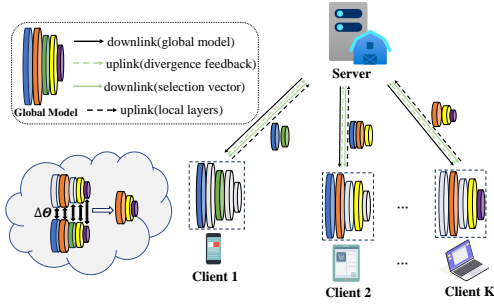 downlink(global model)
uplink(divergence feedback)
downlink(selection vector)
uplink(local layers)
Global Model
Server
ΔΘ
...
Client 1
Client 2
...
Client K